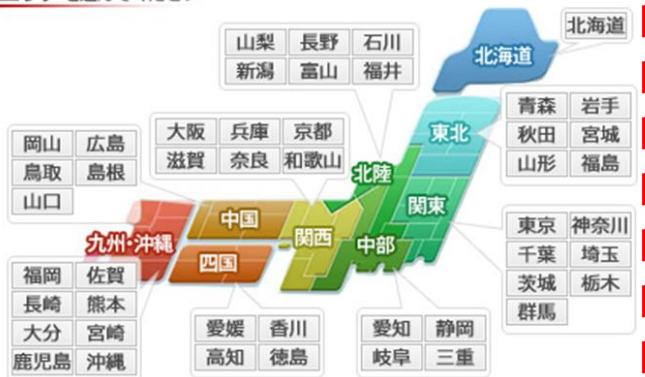 北海道
山梨 長野 石川
新潟 富山 福井
北海道
青森 岩手
秋田 宮城
山形 福島
東北
大阪 兵庫 京都
滋賀 奈良 和歌山
岡山 広島
鳥取 島根
山口
北陸
関東
中国
関西
中部
九州・沖縄
四国
東京 神奈川
千葉 埼玉
茨城 栃木
群馬
福岡 佐賀
長崎 熊本
大分 宮崎
鹿児島 沖縄
愛媛 香川
高知 徳島
愛知 静岡
岐阜 三重